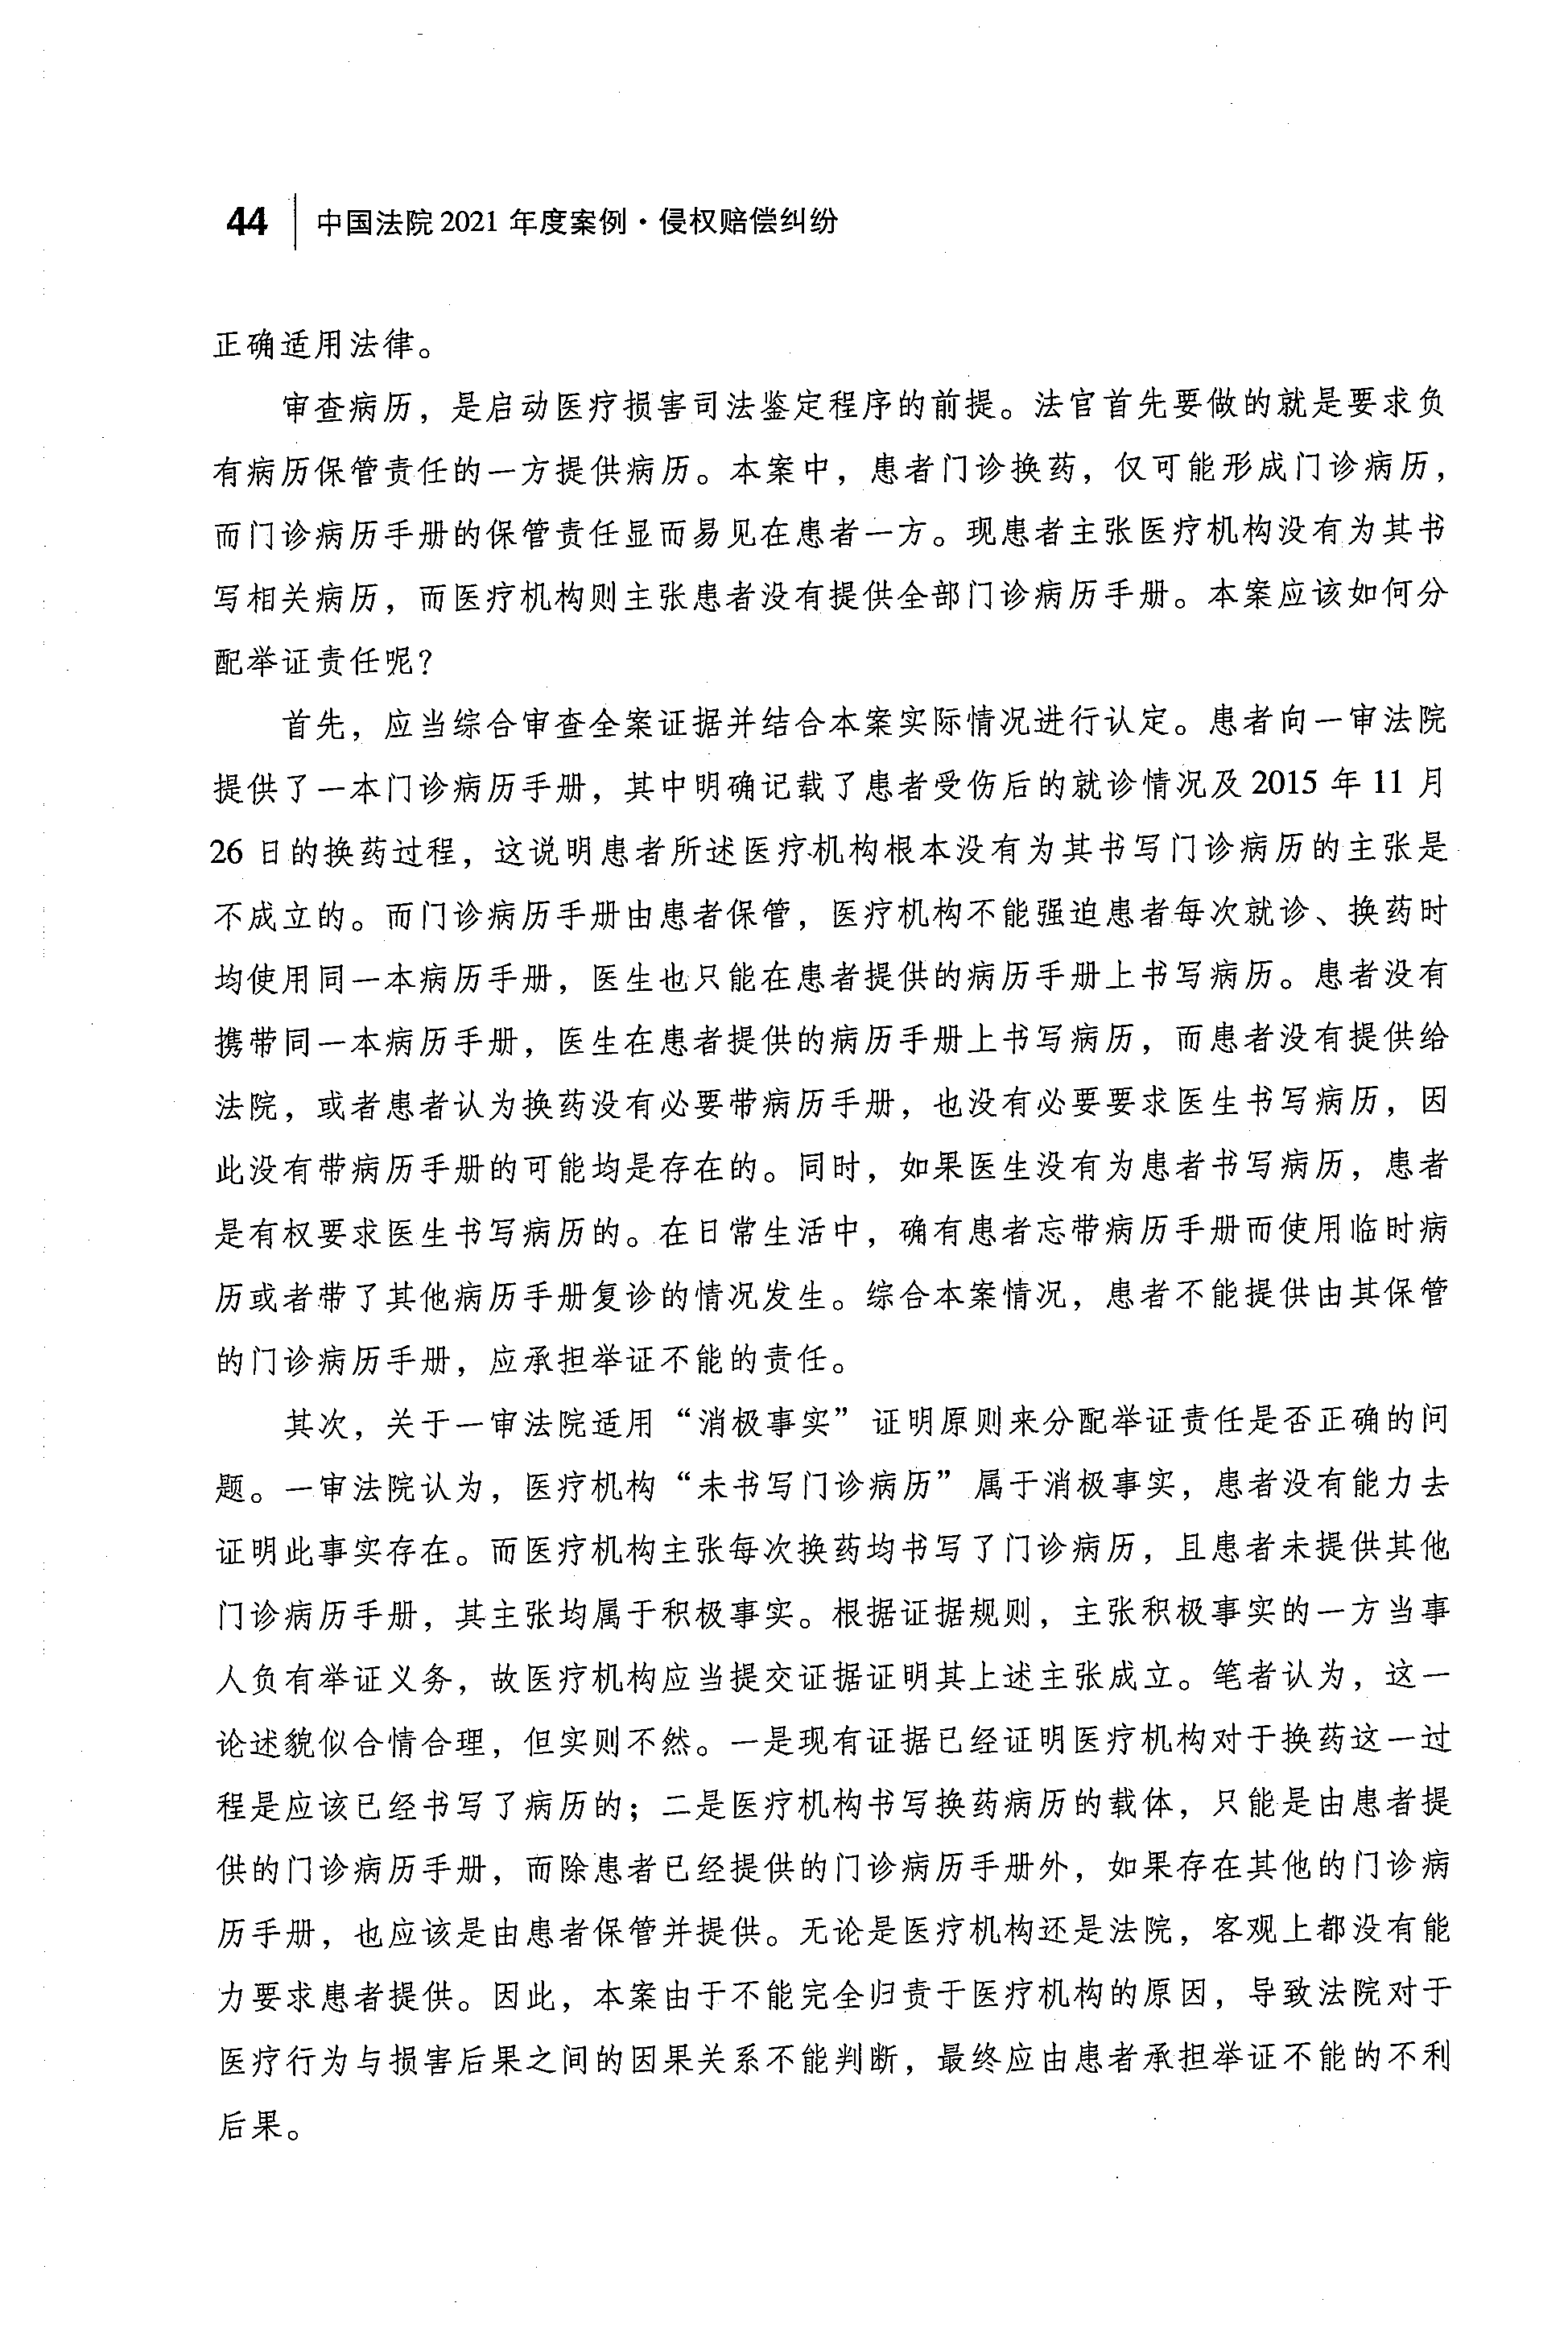 44 中国法院 2021 年度案例·侵权赔偿纠纷
正确适用法律。
审查病历，是启动医疗损害司法鉴定程序的前提。法官首先要做的就是要求负
有病历保管责任的一方提供病历。本案中，患者门诊换药，仅可能形成门诊病历，
而门诊病历手册的保管责任显而易见在患者一方。现患者主张医疗机构没有为其书
写相关病历，而医疗机构则主张患者没有提供全部门诊病历手册。本案应该如何分
配举证责任呢？
首先，应当综合审查全案证据并结合本案实际情况进行认定。患者向一审法院
提供了一本门诊病历手册，其中明确记载了患者受伤后的就诊情况及 2015 年 11 月
26 日的换药过程，这说明患者所述医疗机构根本没有为其书写门诊病历的主张是
不成立的。而门诊病历手册由患者保管，医疗机构不能强迫患者每次就诊、换药时
均使用同一本病历手册，医生也只能在患者提供的病历手册上书写病历。患者没有
携带同一本病历手册，医生在患者提供的病历手册上书写病历，而患者没有提供给
法院，或者患者认为换药没有必要带病历手册，也没有必要要求医生书写病历，因
此没有带病历手册的可能均是存在的。同时，如果医生没有为患者书写病历，患者
是有权要求医生书写病历的。在日常生活中，确有患者忘带病历手册而使用临时病
历或者带了其他病历手册复诊的情况发生。综合本案情况，患者不能提供由其保管
的门诊病历手册，应承担举证不能的责任。
其次，关于一审法院适用“消极事实”证明原则来分配举证责任是否正确的问
题。一审法院认为，医疗机构“未书写门诊病历”属于消极事实，患者没有能力去
证明此事实存在。而医疗机构主张每次换药均书写了门诊病历，且患者未提供其他
门诊病历手册，其主张均属于积极事实。根据证据规则，主张积极事实的一方当事
人负有举证义务，故医疗机构应当提交证据证明其上述主张成立。笔者认为，这一
论述貌似合情合理，但实则不然。一是现有证据已经证明医疗机构对于换药这一过
程是应该已经书写了病历的；二是医疗机构书写换药病历的载体，只能是由患者提
供的门诊病历手册，而除患者已经提供的门诊病历手册外，如果存在其他的门诊病
历手册，也应该是由患者保管并提供。无论是医疗机构还是法院，客观上都没有能
力要求患者提供。因此，本案由于不能完全归责于医疗机构的原因，导致法院对于
医疗行为与损害后果之间的因果关系不能判断，最终应由患者承担举证不能的不利
后果。